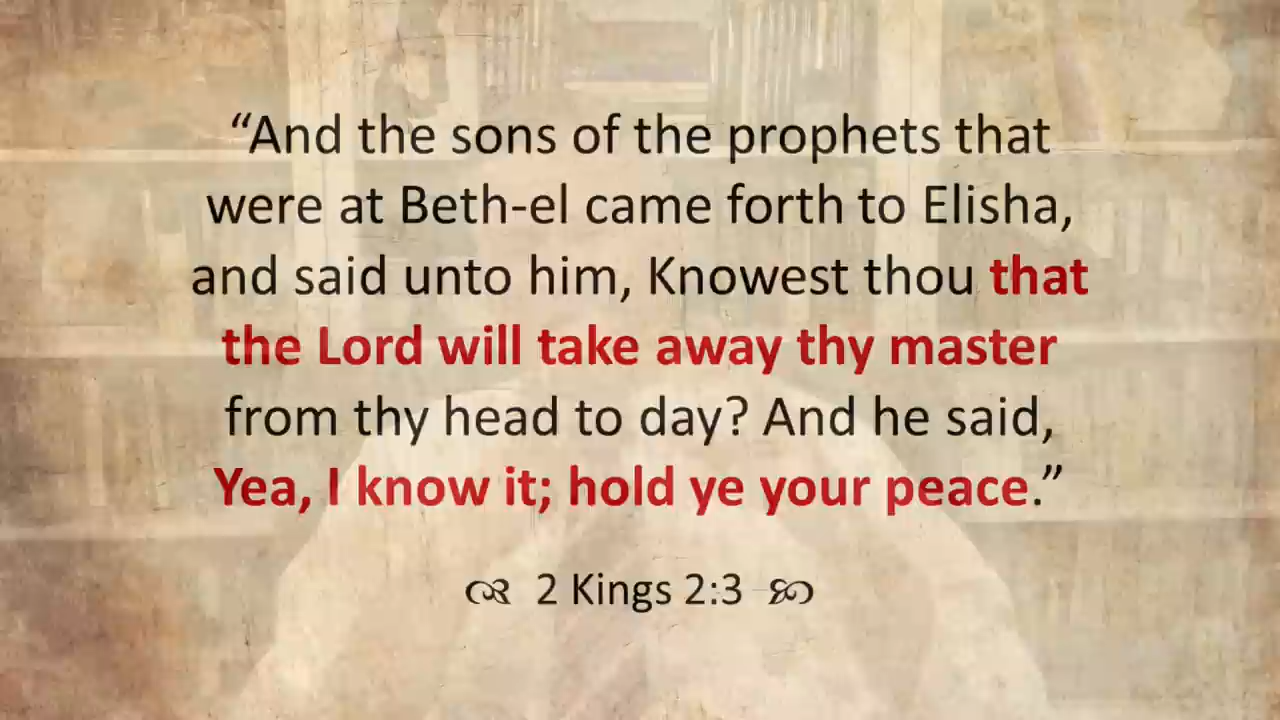 “And the sons of the prophets that
were at Beth-el came forth to Elisha,
and said unto him, Knowest thou that
the Lord will take away thy master
from thy head to day? And he said,
Yea, I know it; hold ye your peace.”
2 Kings 2:3